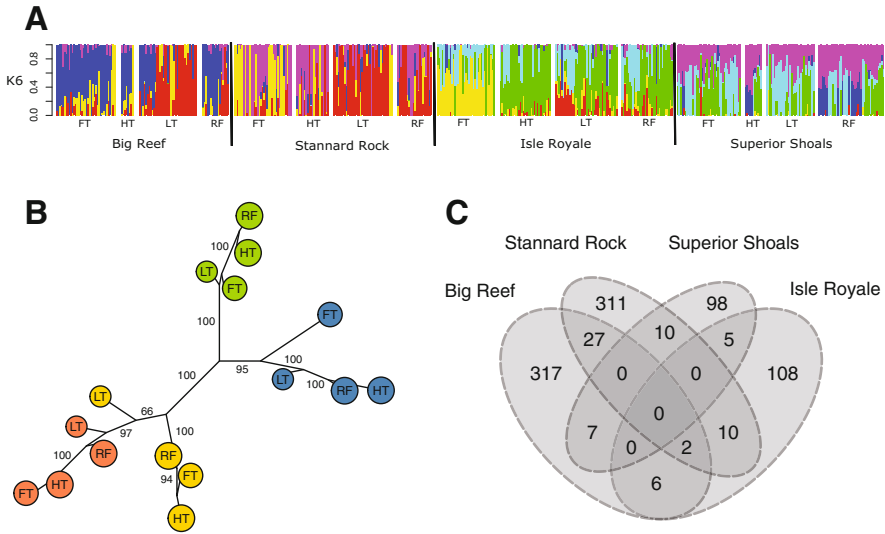 A
K6
0.8
0.4
0.0
FT HT LT RF FT HT LT RF FT HT LT RF FT HT LT RF
Big Reef Stannard Rock Isle Royale Superior Shoals
B
RF
100
HT
LT
FT
100
FT
100
95
LT
100
RF
HT
100
LT
66
LT
97
100
RF
RF
100
FT
HT
94
FT
HT
C
Stannard Rock Superior Shoals
Big Reef Isle Royale
311 98
27 10 5
317 0 0 108
0
7 0 2 10
6